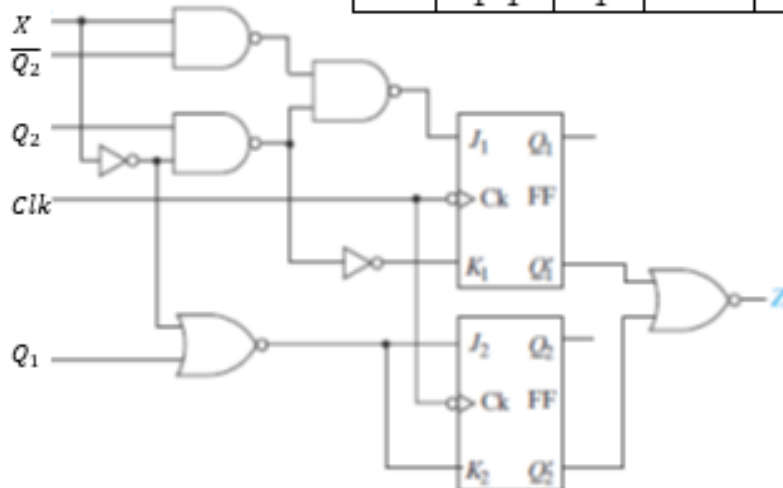 X
Q̅₂
Q₂
Clk
Q₁
J₁ Q₁
Ck FF
K₁ Q₁′
J₂ Q₂
Ck FF
K₂ Q₂′
Z